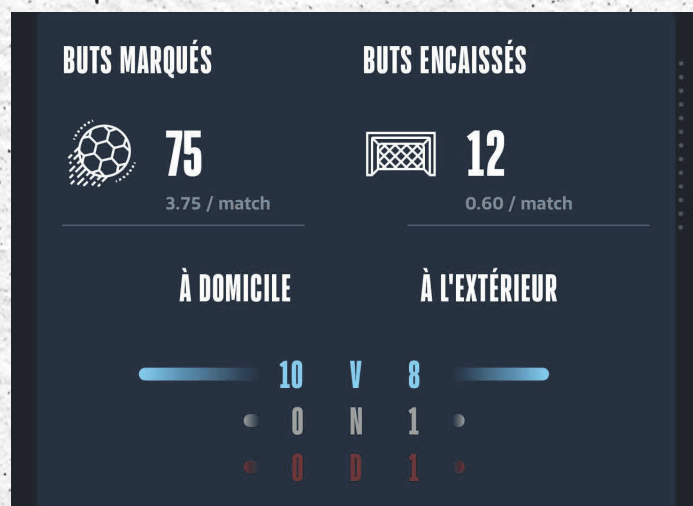 BUTS MARQUÉS BUTS ENCAISSÉS
75 12
3.75 / match 0.60 / match
À DOMICILE À L'EXTÉRIEUR
10 V 8
0 N 1
0 D 1